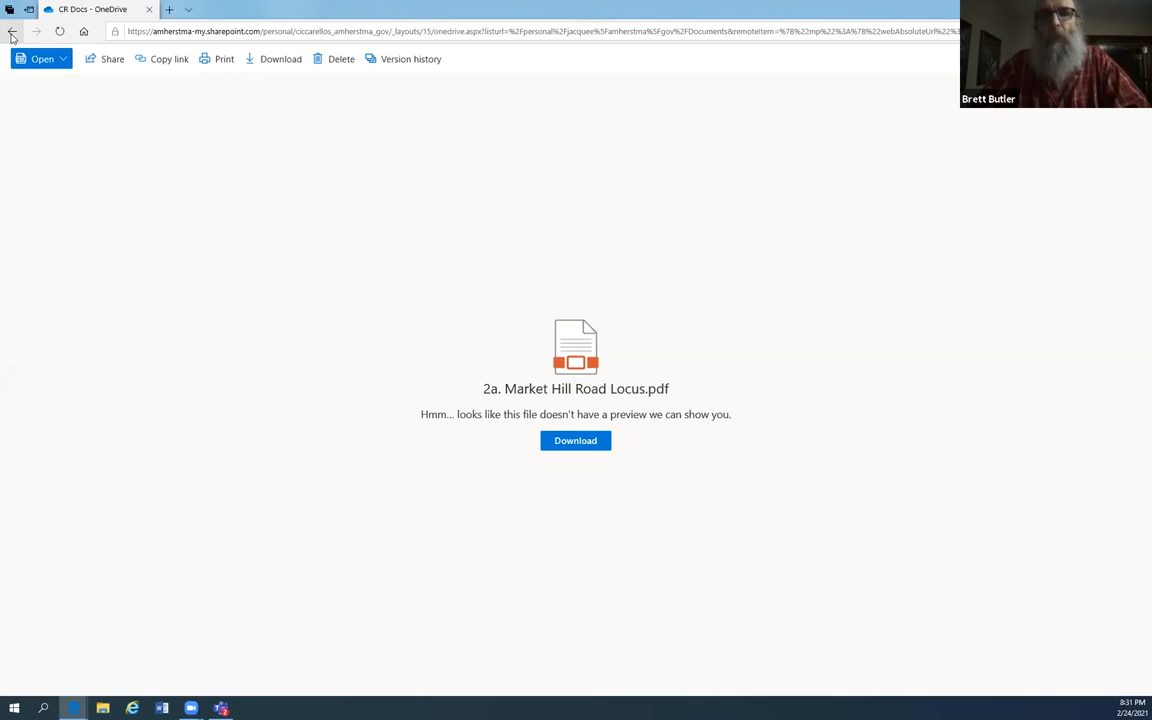 CR Docs - OneDrive
https://amherstma-my.sharepoint.com/personal/ciccarellos_amherstma_gov/_layouts/15/onedrive.aspx?listurl=%2Fpersonal%2Fjacquee%5Famherstma%5Fgov%2FDocuments&remoteItem=%7B%22mp%22%3A%7B%22webAbsoluteUrl%22%3
Open
Share
Copy link
Print
Download
Delete
Version history
Brett Butler
2a. Market Hill Road Locus.pdf
Hmm... looks like this file doesn't have a preview we can show you.
Download
8:31 PM
2/24/2021